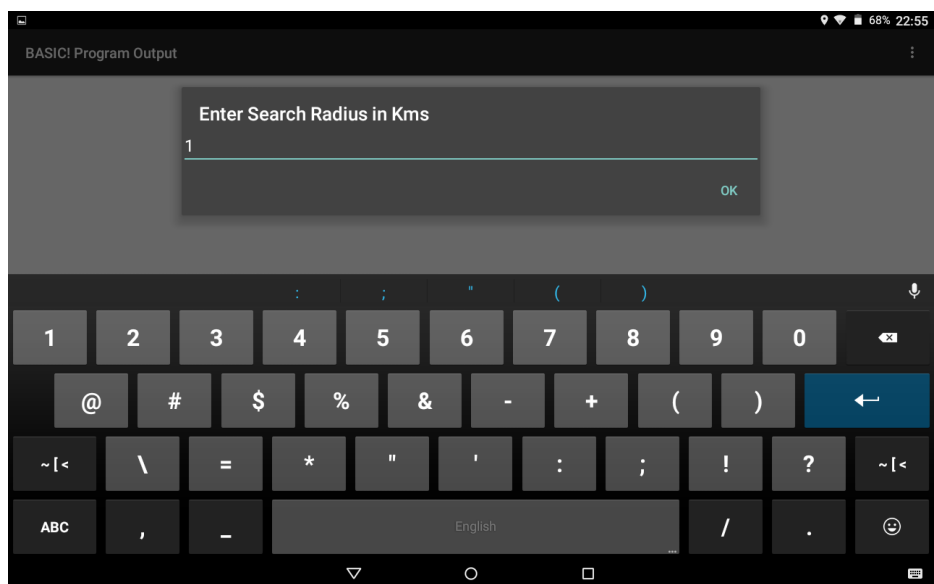 68% 22:55
BASIC! Program Output
Enter Search Radius in Kms
1
OK
: ; " ( )
1 2 3 4 5 6 7 8 9 0
@ # $ % & - + ( )
~ [ < \ = * " ' : ; ! ? ~ [ <
ABC , _ English / .